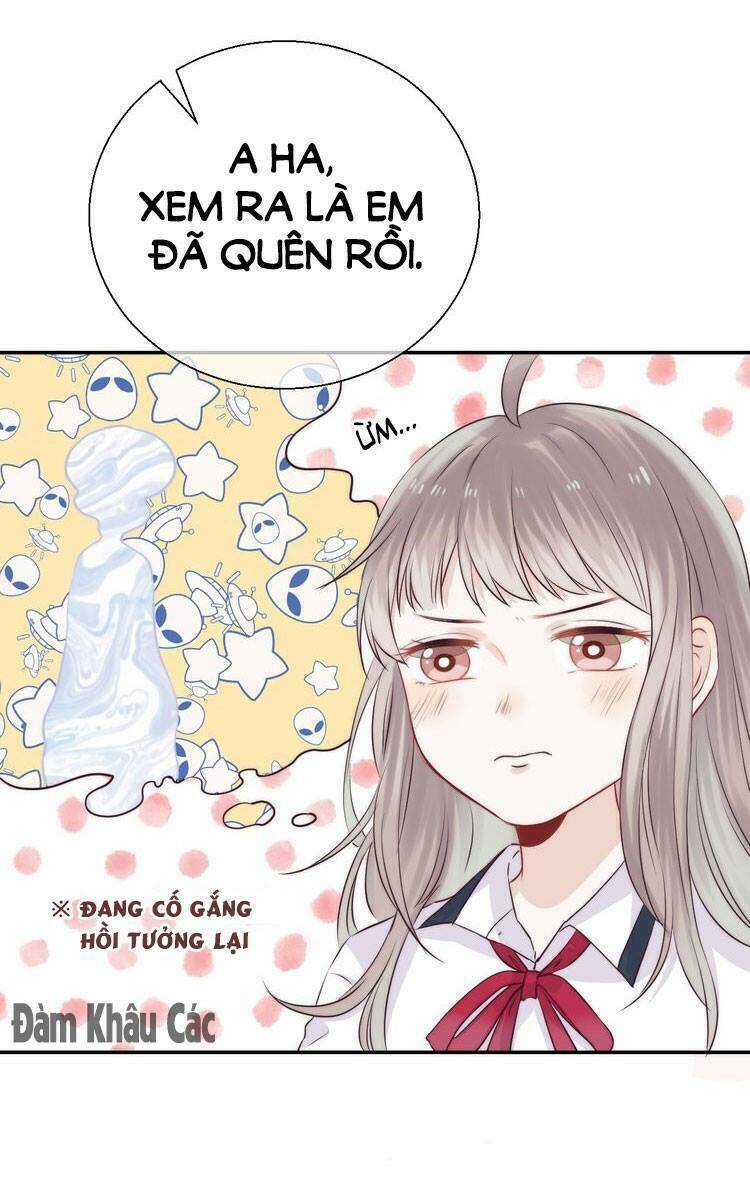 A HA,
XEM RA LÀ EM
ĐÃ QUÊN RỒI.
ỪM...
※ ĐANG CỐ GẮNG
HỒI TƯỞNG LẠI
Đàm Khâu Các